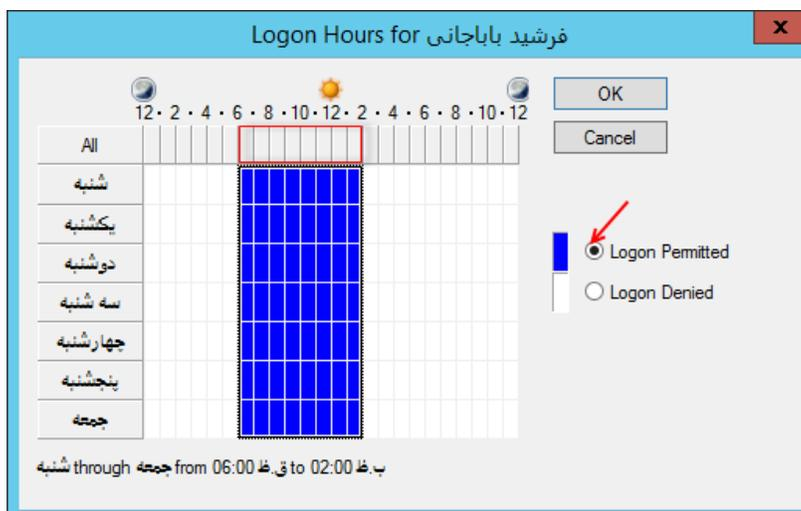 Logon Hours for فرشید باباجانی
x
12 • 2 • 4 • 6 • 8 • 10 • 12 • 2 • 4 • 6 • 8 • 10 • 12
OK
Cancel
All
شنبه
یکشنبه
دوشنبه
سه شنبه
چهارشنبه
پنجشنبه
جمعه
Logon Permitted
Logon Denied
شنبه through جمعه from 06:00 ق.ظ to 02:00 ب.ظ